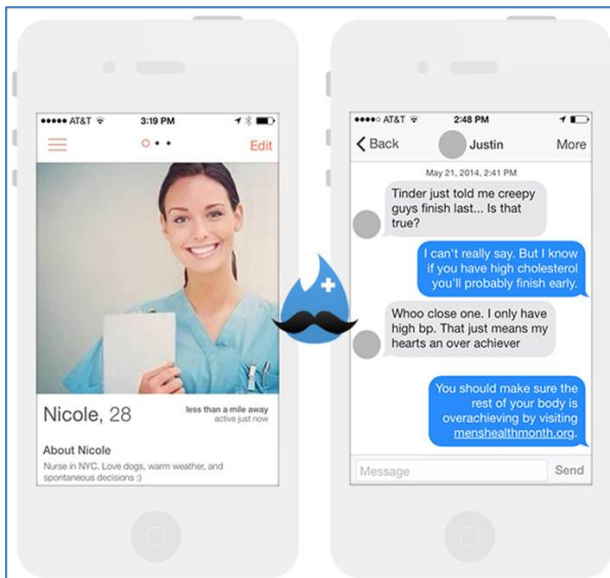 AT&T 3:19 PM
Edit
Nicole, 28
less than a mile away
active just now
About Nicole
Nurse in NYC. Love dogs, warm weather, and
spontaneous decisions :)
AT&T 2:48 PM
Back Justin More
May 21, 2014, 2:41 PM
Tinder just told me creepy
guys finish last... Is that
true?
I can't really say. But I know
if you have high cholesterol
you'll probably finish early.
Whoo close one. I only have
high bp. That just means my
hearts an over achiever
You should make sure the
rest of your body is
overachieving by visiting
menshealthmonth.org.
Message Send